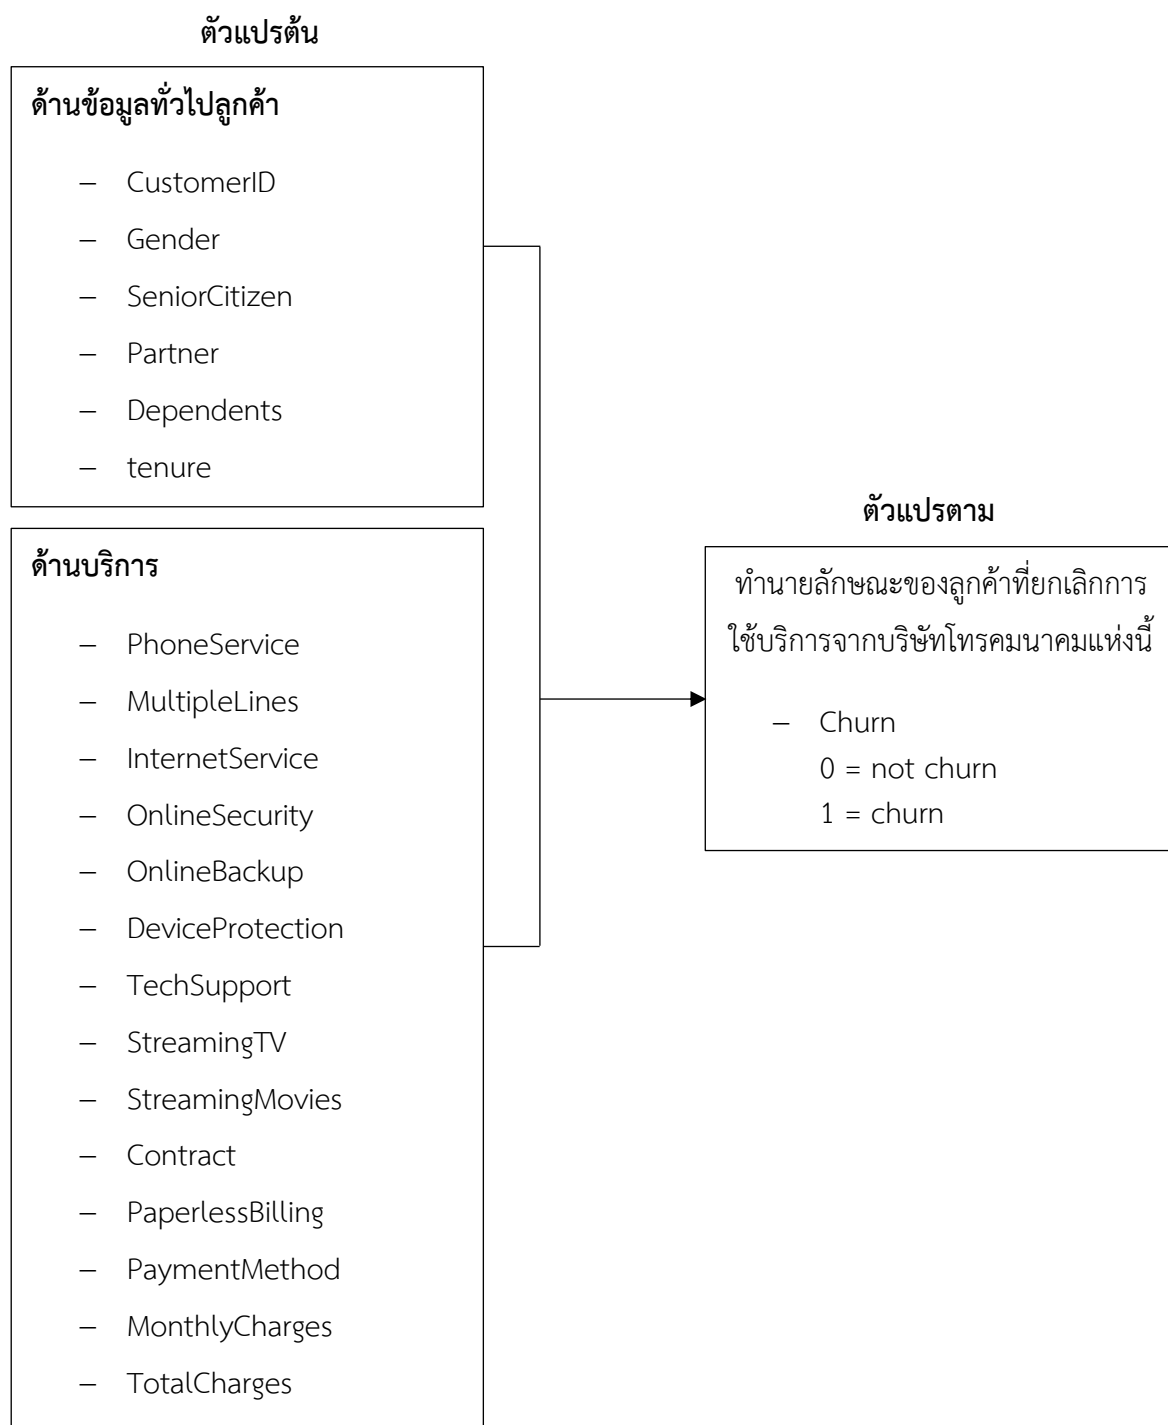 ตัวแปรต้น
ด้านข้อมูลทั่วไปลูกค้า
– CustomerID
– Gender
– SeniorCitizen
– Partner
– Dependents
– tenure
ด้านบริการ
– PhoneService
– MultipleLines
– InternetService
– OnlineSecurity
– OnlineBackup
– DeviceProtection
– TechSupport
– StreamingTV
– StreamingMovies
– Contract
– PaperlessBilling
– PaymentMethod
– MonthlyCharges
– TotalCharges
ตัวแปรตาม
ทำนายลักษณะของลูกค้าที่ยกเลิกการ
ใช้บริการจากบริษัทโทรคมนาคมแห่งนี้
– Churn
0 = not churn
1 = churn